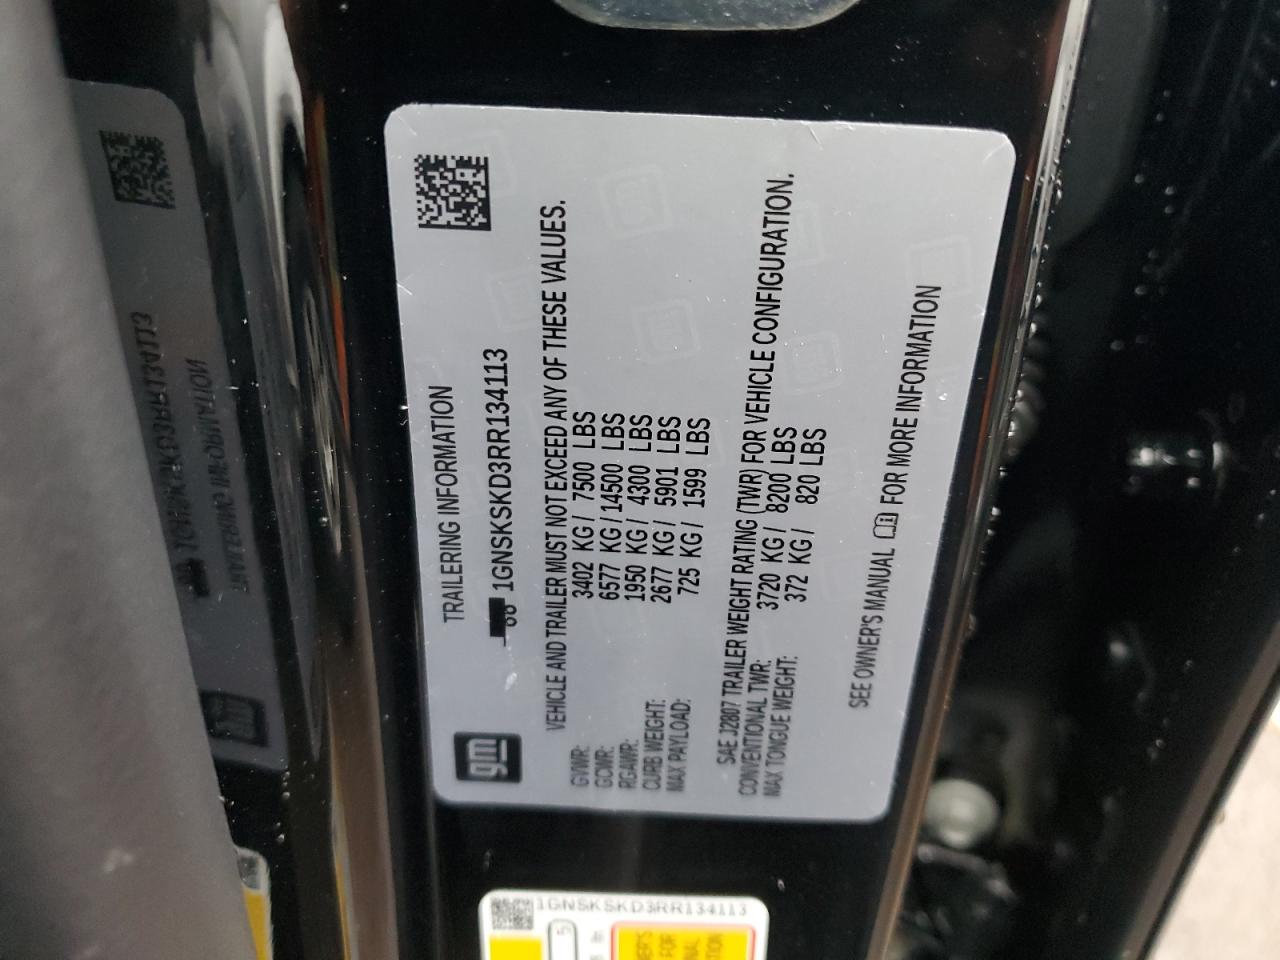 gm
TRAILERING INFORMATION
1GNSKSKD3RR134113
VEHICLE AND TRAILER MUST NOT EXCEED ANY OF THESE VALUES.
GVWR: 3402 KG / 7500 LBS
GCWR: 6577 KG / 14500 LBS
RGAWR: 1950 KG / 4300 LBS
CURB WEIGHT: 2677 KG / 5901 LBS
MAX PAYLOAD: 725 KG / 1599 LBS
SAE J2807 TRAILER WEIGHT RATING (TWR) FOR VEHICLE CONFIGURATION.
CONVENTIONAL TWR: 3720 KG / 8200 LBS
MAX TONGUE WEIGHT: 372 KG / 820 LBS
SEE OWNER'S MANUAL FOR MORE INFORMATION
1GNSKSKD3RR134113
5